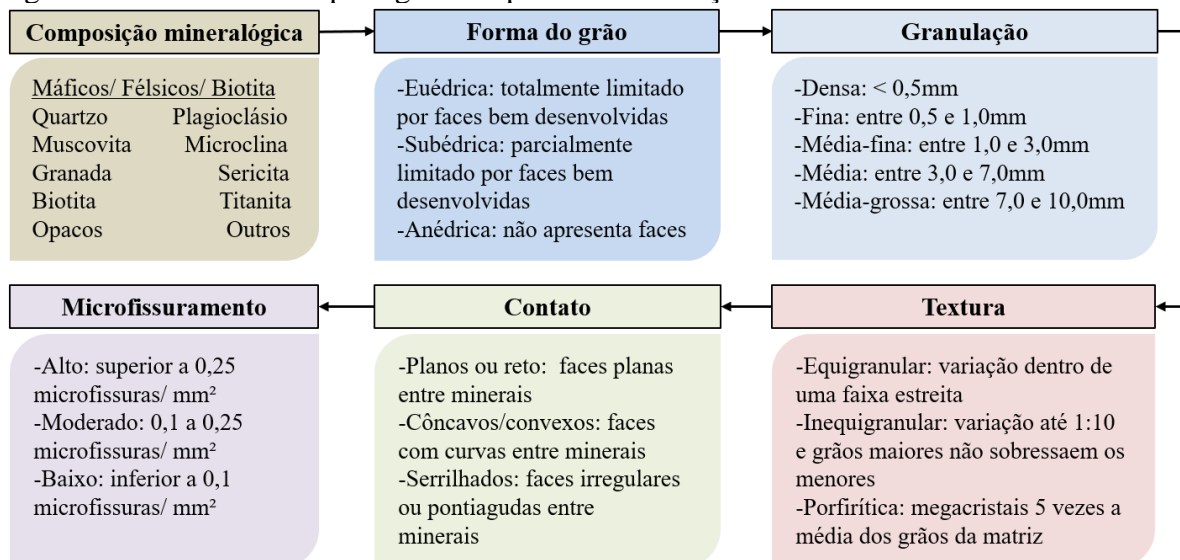 Composição mineralógica
Máficos/ Félsicos/ Biotita
Quartzo Plagioclásio
Muscovita Microclina
Granada Sericita
Biotita Titanita
Opacos Outros
Forma do grão
-Euédrica: totalmente limitado
por faces bem desenvolvidas
-Subédrica: parcialmente
limitado por faces bem
desenvolvidas
-Anédrica: não apresenta faces
Granulação
-Densa: < 0,5mm
-Fina: entre 0,5 e 1,0mm
-Média-fina: entre 1,0 e 3,0mm
-Média: entre 3,0 e 7,0mm
-Média-grossa: entre 7,0 e 10,0mm
Textura
-Equigranular: variação dentro de
uma faixa estreita
-Inequigranular: variação até 1:10
e grãos maiores não sobressaem os
menores
-Porfirítica: megacristais 5 vezes a
média dos grãos da matriz
Contato
-Planos ou reto: faces planas
entre minerais
-Côncavos/convexos: faces
com curvas entre minerais
-Serrilhados: faces irregulares
ou pontiagudas entre
minerais
Microfissuramento
-Alto: superior a 0,25
microfissuras/ mm²
-Moderado: 0,1 a 0,25
microfissuras/ mm²
-Baixo: inferior a 0,1
microfissuras/ mm²